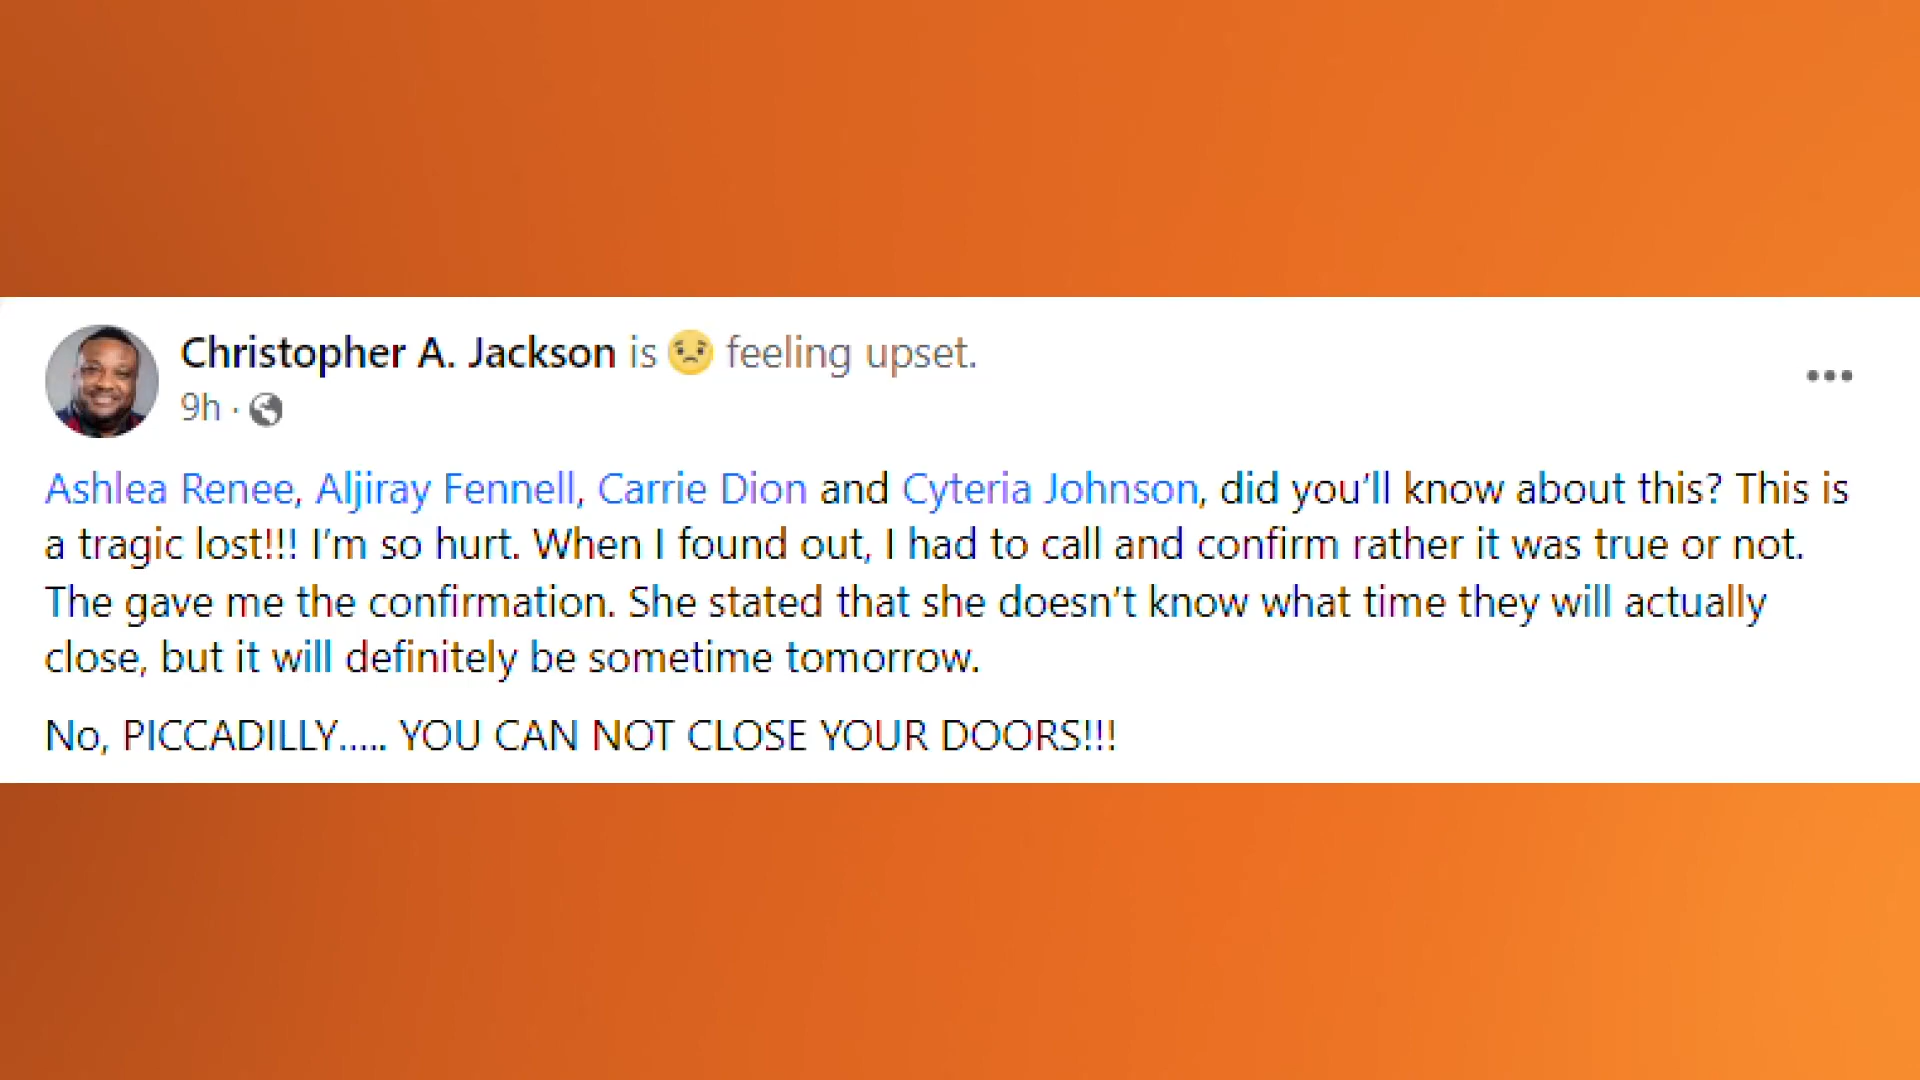 Christopher A. Jackson is 😟 feeling upset.
9h ·
Ashlea Renee, Aljiray Fennell, Carrie Dion and Cyteria Johnson, did you’ll know about this? This is
a tragic lost!!! I’m so hurt. When I found out, I had to call and confirm rather it was true or not.
The gave me the confirmation. She stated that she doesn’t know what time they will actually
close, but it will definitely be sometime tomorrow.
No, PICCADILLY..... YOU CAN NOT CLOSE YOUR DOORS!!!